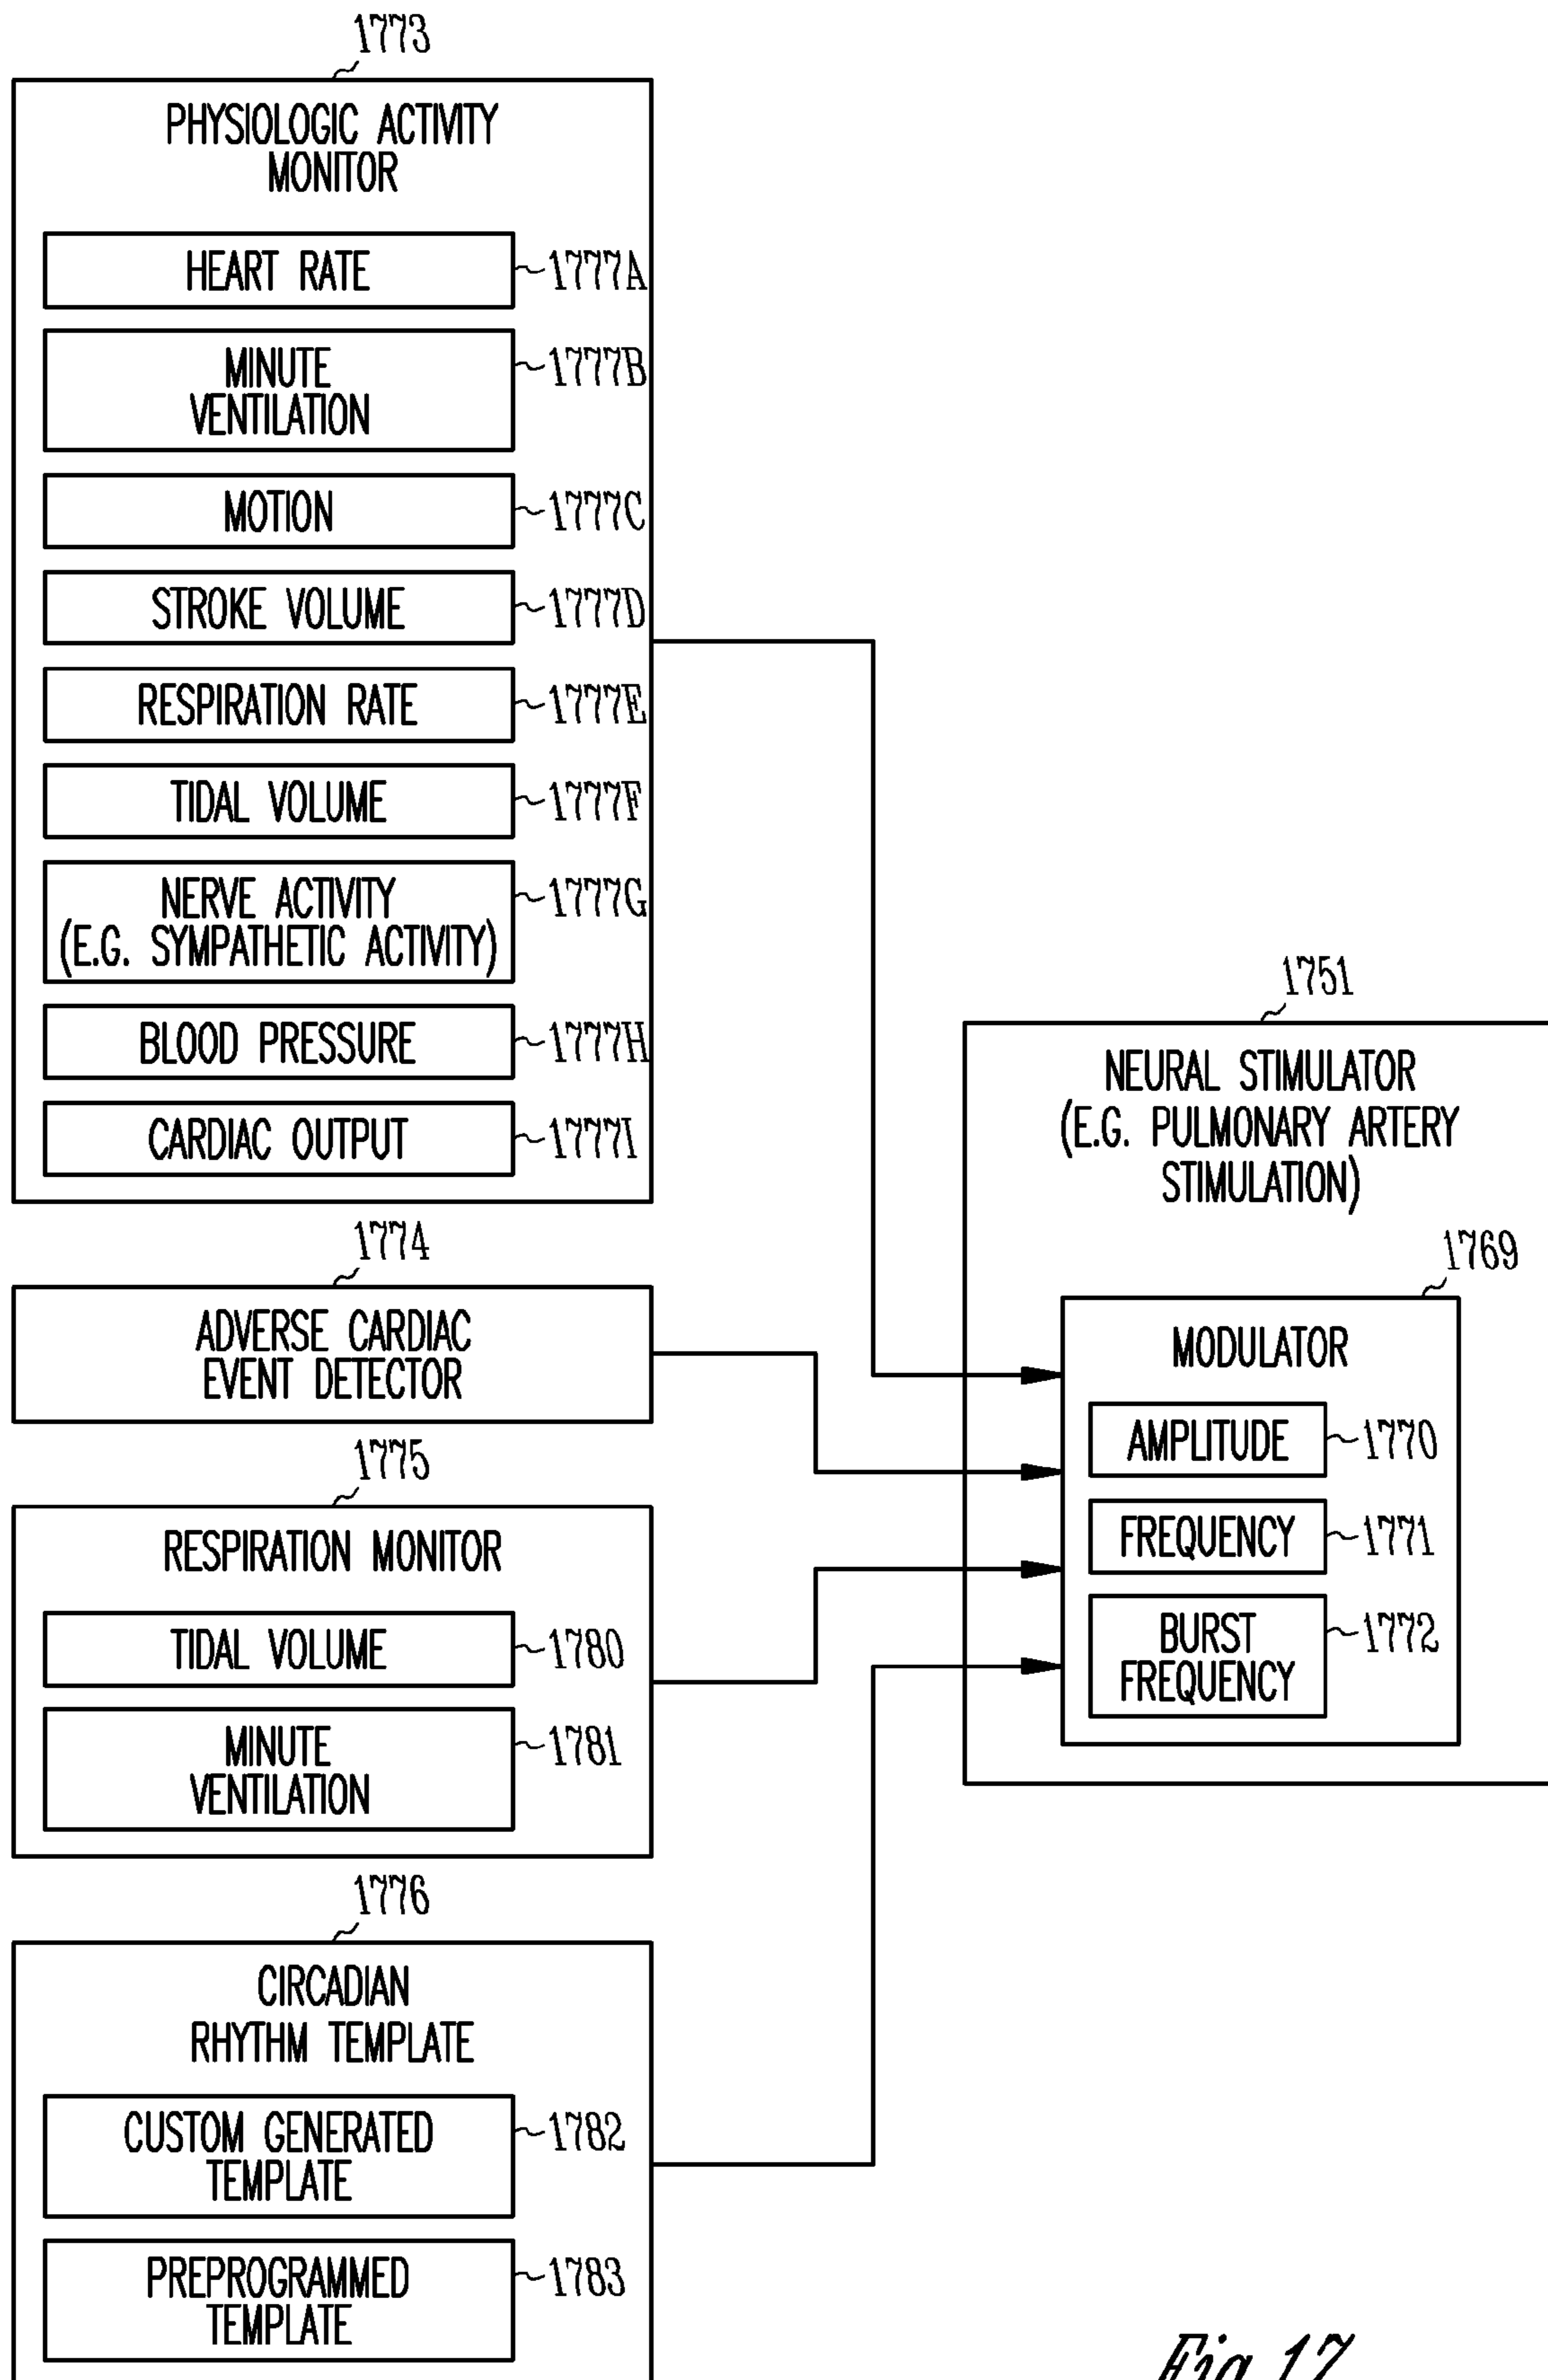 1773
PHYSIOLOGIC ACTIVITY
MONITOR
HEART RATE
1777A
MINUTE
VENTILATION
1777B
MOTION
1777C
STROKE VOLUME
1777D
RESPIRATION RATE
1777E
TIDAL VOLUME
1777F
NERVE ACTIVITY
(E.G. SYMPATHETIC ACTIVITY)
1777G
BLOOD PRESSURE
1777H
CARDIAC OUTPUT
1777I
1774
ADVERSE CARDIAC
EVENT DETECTOR
1775
RESPIRATION MONITOR
TIDAL VOLUME
1780
MINUTE
VENTILATION
1781
1776
CIRCADIAN
RHYTHM TEMPLATE
CUSTOM GENERATED
TEMPLATE
1782
PREPROGRAMMED
TEMPLATE
1783
1751
NEURAL STIMULATOR
(E.G. PULMONARY ARTERY
STIMULATION)
1769
MODULATOR
AMPLITUDE
1770
FREQUENCY
1771
BURST
FREQUENCY
1772
Fig.17